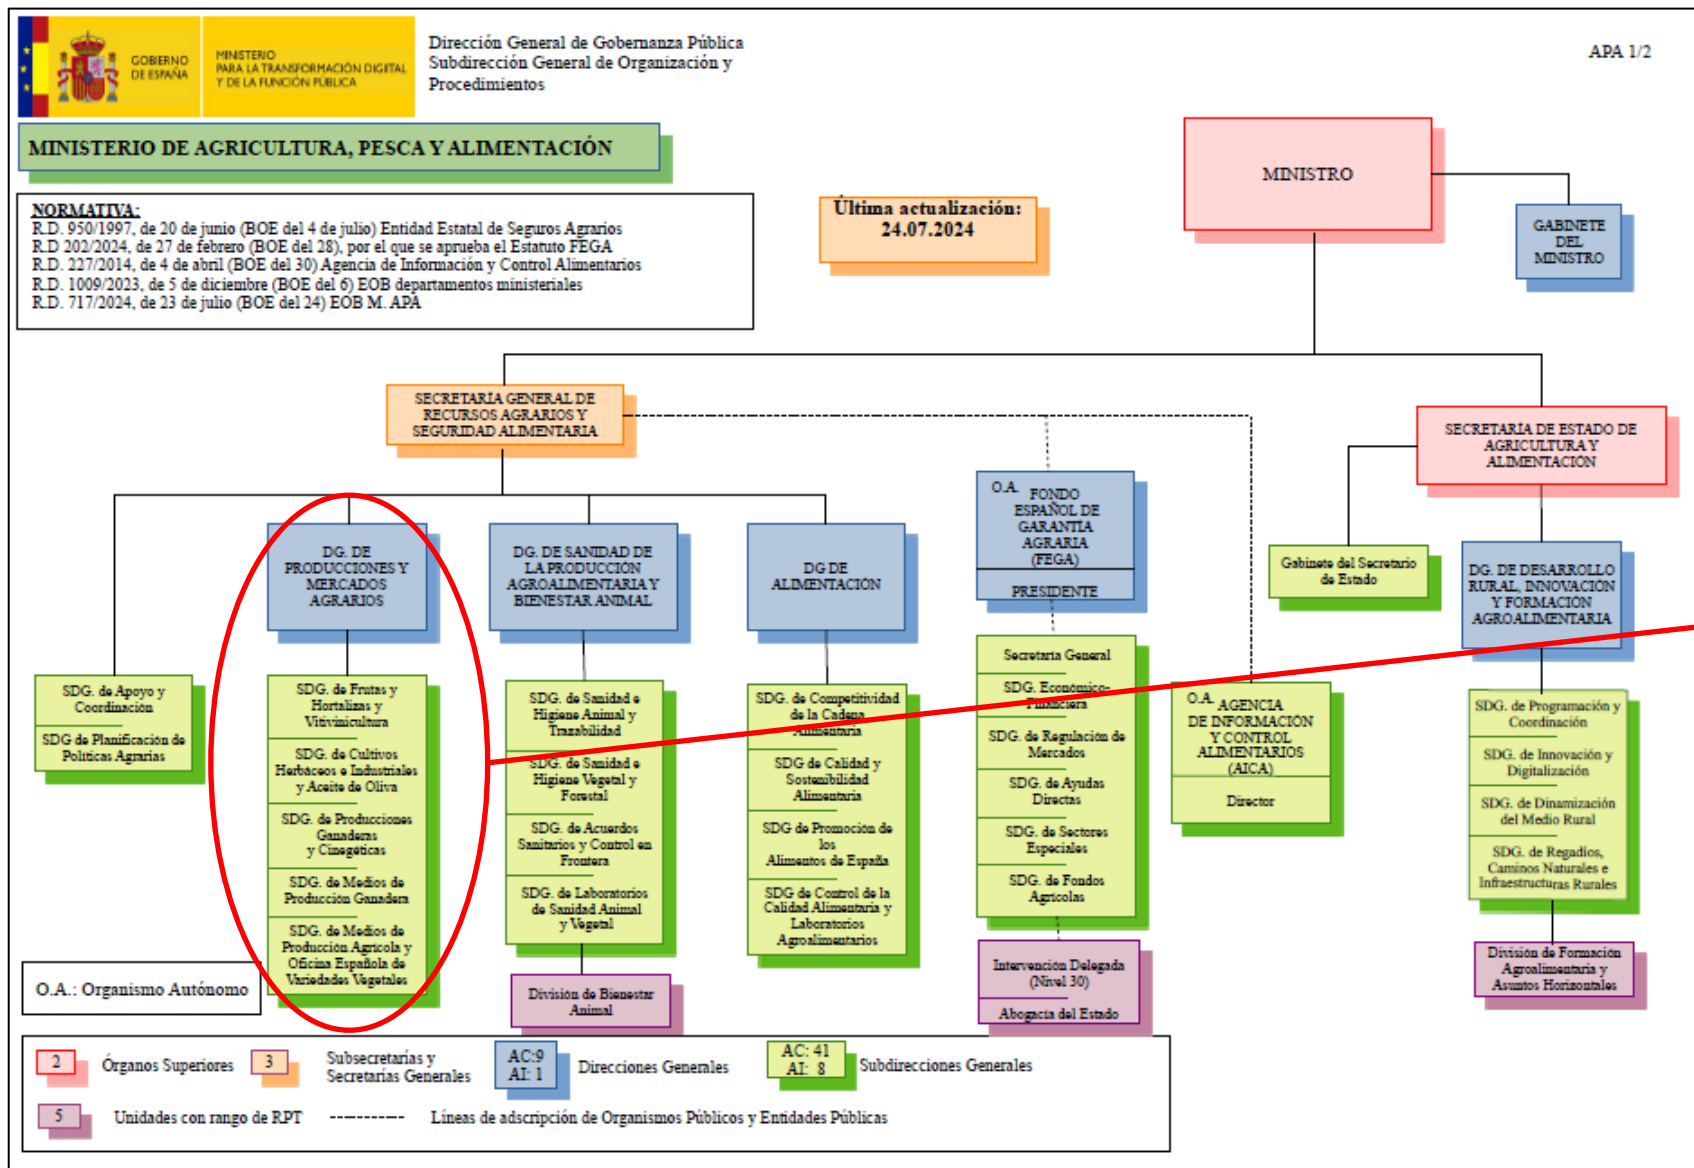 GOBIERNO
DE ESPAÑA
MINISTERIO
PARA LA TRANSFORMACIÓN DIGITAL
Y DE LA FUNCIÓN PÚBLICA
Dirección General de Gobernanza Pública
Subdirección General de Organización y
Procedimientos
APA 1/2
MINISTERIO DE AGRICULTURA, PESCA Y ALIMENTACIÓN
NORMATIVA:
R.D. 950/1997, de 20 de junio (BOE del 4 de julio) Entidad Estatal de Seguros Agrarios
R.D 202/2024, de 27 de febrero (BOE del 28), por el que se aprueba el Estatuto FEGA
R.D. 227/2014, de 4 de abril (BOE del 30) Agencia de Información y Control Alimentarios
R.D. 1009/2023, de 5 de diciembre (BOE del 6) EOB departamentos ministeriales
R.D. 717/2024, de 23 de julio (BOE del 24) EOB M. APA
Última actualización:
24.07.2024
MINISTRO
GABINETE
DEL
MINISTRO
SECRETARÍA GENERAL DE
RECURSOS AGRARIOS Y
SEGURIDAD ALIMENTARIA
SECRETARÍA DE ESTADO DE
AGRICULTURA Y
ALIMENTACIÓN
DG. DE
PRODUCCIONES Y
MERCADOS
AGRARIOS
DG. DE SANIDAD DE
LA PRODUCCIÓN
AGROALIMENTARIA Y
BIENESTAR ANIMAL
DG DE
ALIMENTACIÓN
O.A. FONDO
ESPAÑOL DE
GARANTÍA
AGRARIA
(FEGA)
PRESIDENTE
Gabinete del Secretario
de Estado
DG. DE DESARROLLO
RURAL, INNOVACIÓN
Y FORMACIÓN
AGROALIMENTARIA
SDG. de Apoyo y
Coordinación
SDG de Planificación de
Políticas Agrarias
SDG. de Frutas y
Hortalizas y
Vitivinicultura
SDG. de Cultivos
Herbáceos e Industriales
y Aceite de Oliva
SDG. de Producciones
Ganaderas
y Cinegéticas
SDG. de Medios de
Producción Ganadera
SDG. de Medios de
Producción Agrícola y
Oficina Española de
Variedades Vegetales
SDG. de Sanidad e
Higiene Animal y
Trazabilidad
SDG. de Sanidad e
Higiene Vegetal y
Forestal
SDG. de Acuerdos
Sanitarios y Control en
Frontera
SDG. de Laboratorios
de Sanidad Animal
y Vegetal
División de Bienestar
Animal
SDG. de Competitividad
de la Cadena
Alimentaria
SDG de Calidad y
Sostenibilidad
Alimentaria
SDG de Promoción de
los
Alimentos de España
SDG de Control de la
Calidad Alimentaria y
Laboratorios
Agroalimentarios
Secretaría General
SDG. Económico-
Financiera
SDG. de Regulación de
Mercados
SDG. de Ayudas
Directas
SDG. de Sectores
Especiales
SDG. de Fondos
Agrícolas
Intervención Delegada
(Nivel 30)
Abogacía del Estado
O.A. AGENCIA
DE INFORMACIÓN
Y CONTROL
ALIMENTARIOS
(AICA)
Director
SDG. de Programación y
Coordinación
SDG. de Innovación y
Digitalización
SDG. de Dinamización
del Medio Rural
SDG. de Regadíos,
Caminos Naturales e
Infraestructuras Rurales
División de Formación
Agroalimentaria y
Asuntos Horizontales
O.A.: Organismo Autónomo
2 Órganos Superiores
3 Subsecretarías y
Secretarías Generales
AC:9
AI: 1
Direcciones Generales
AC: 41
AI: 8
Subdirecciones Generales
5 Unidades con rango de RPT
Líneas de adscripción de Organismos Públicos y Entidades Públicas